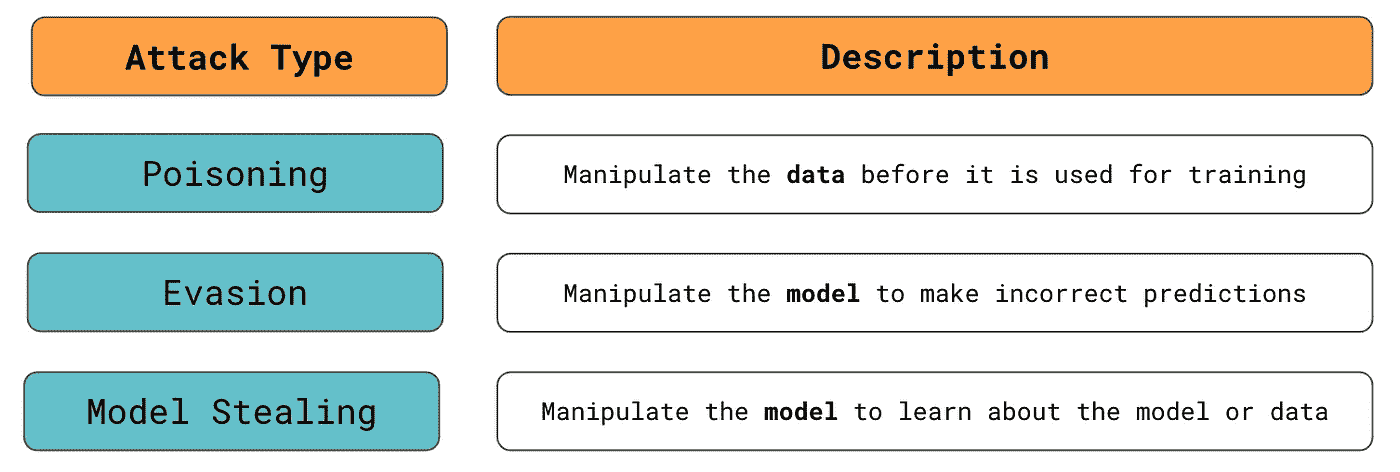 Attack Type
Description
Poisoning
Manipulate the data before it is used for training
Evasion
Manipulate the model to make incorrect predictions
Model Stealing
Manipulate the model to learn about the model or data